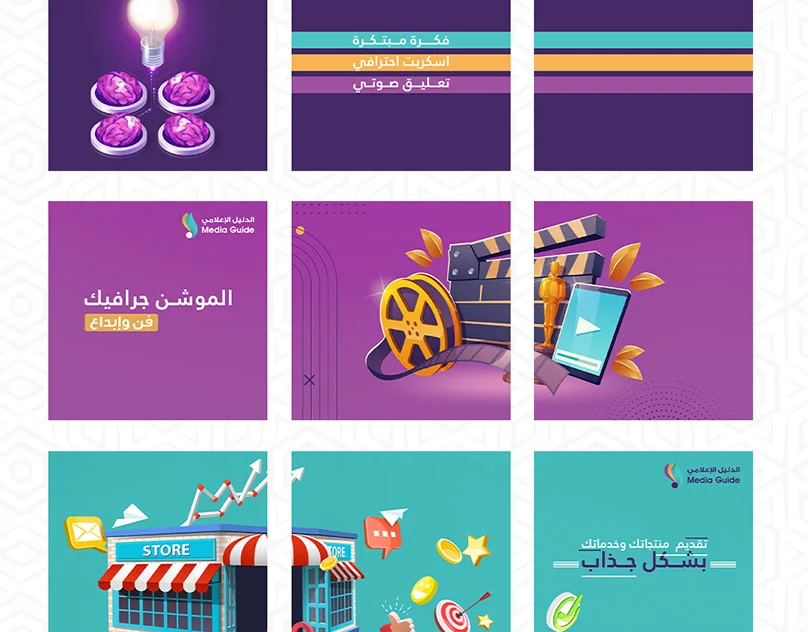 فكرة مبتكرة
اسكربت احترافي
تعليق صوتي
الدليل الإعلامي
Media Guide
الموشن جرافيك
فن وإبداع
STORE
STORE
الدليل الإعلامي
Media Guide
تقديم منتجاتك وخدماتك
بشكل جذاب